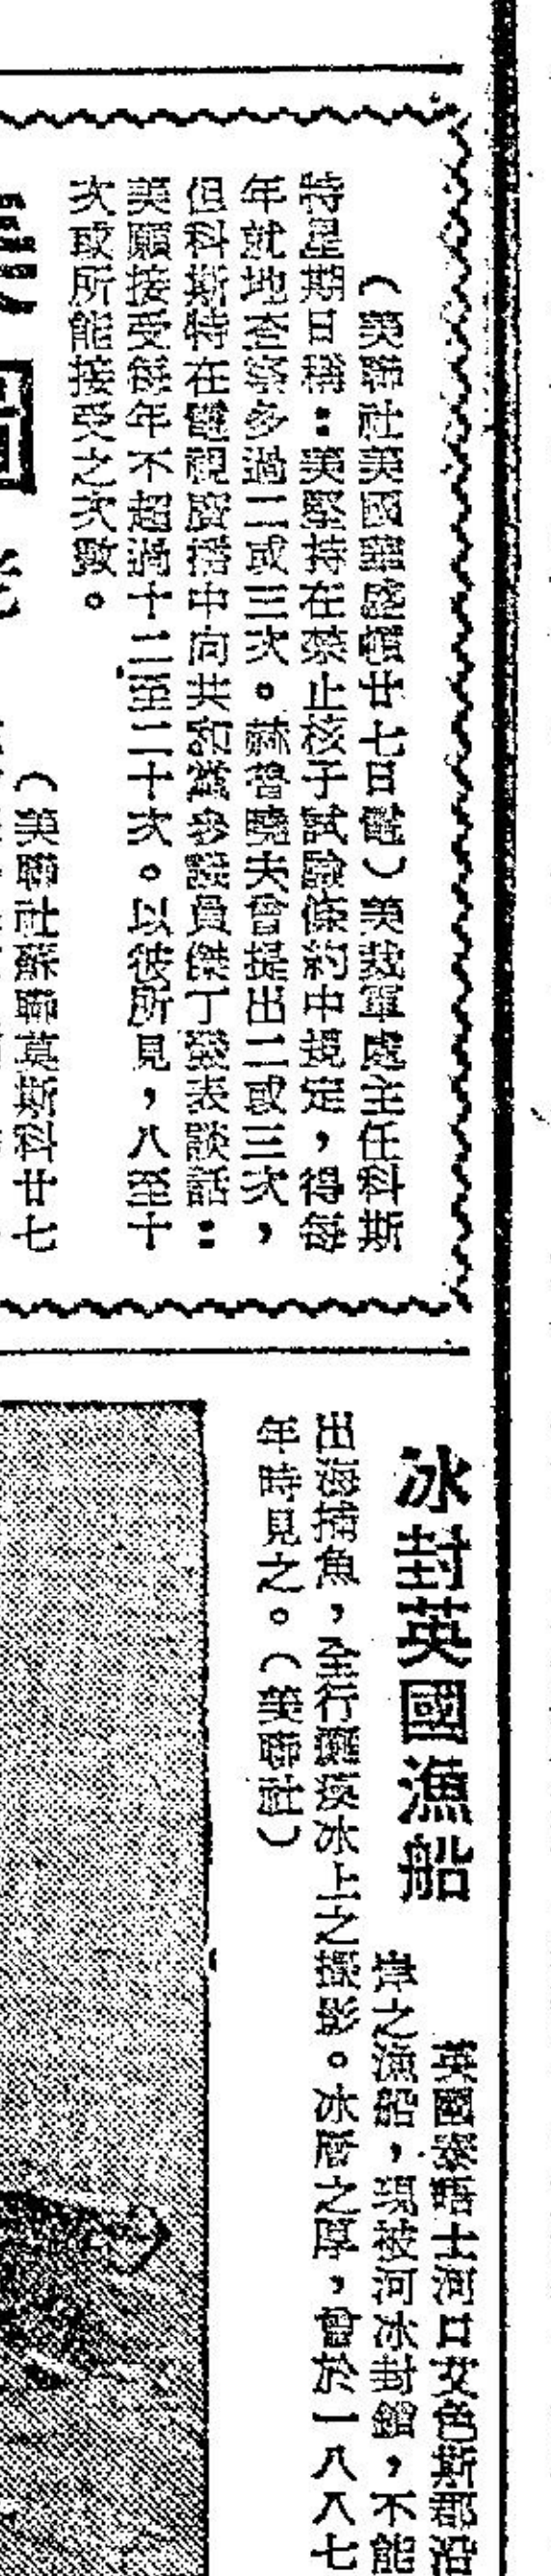 （美聯社美國華盛頓廿七日電）美裁軍處主任科斯
特星期日稱：美堅持在禁止核子試驗條約中規定，得每
年就地查察多過二或三次。赫魯曉夫曾提出二或三次，
但科斯特在電視廣播中向共和黨參議員傑丁發表談話：
美願接受每年不超過十二至二十次。以彼所見，八至十
次或所能接受之次數。
（美聯社蘇聯莫斯科廿七
冰封英國漁船
英國泰晤士河口艾色斯郡沿
岸之漁船，現被河冰封鎖，不能
出海捕魚，全行擱淺冰上之攝影。冰層之厚，曾於一八八七
年時見之。（美聯社）